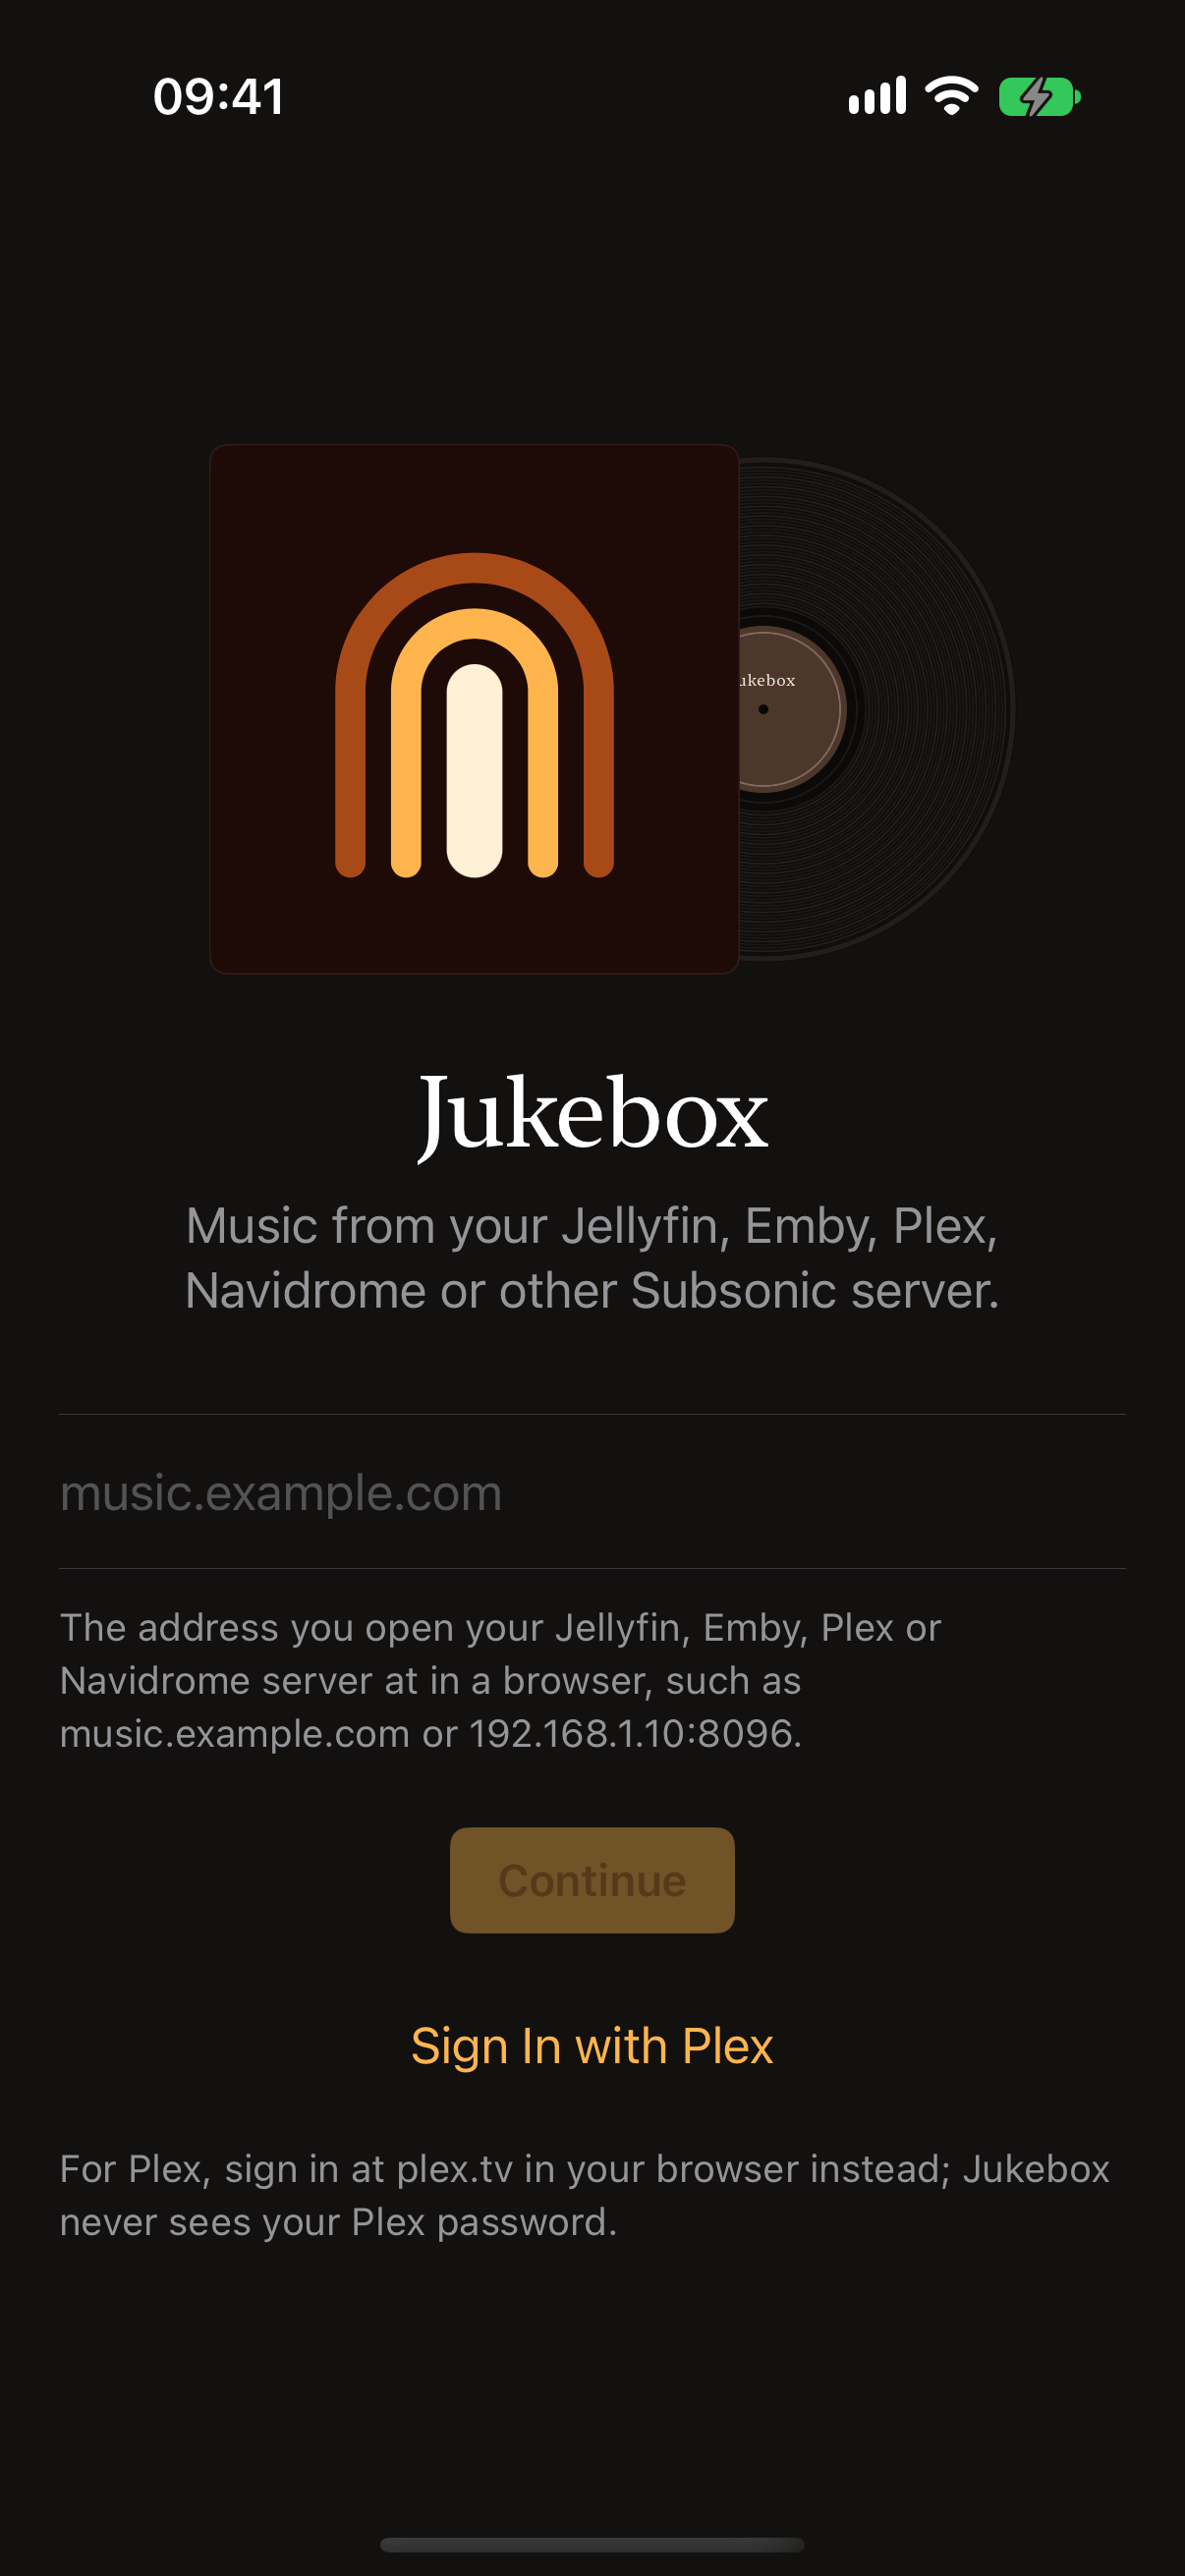 09:41
ukebox
Jukebox
Music from your Jellyfin, Emby, Plex,
Navidrome or other Subsonic server.
music.example.com
The address you open your Jellyfin, Emby, Plex or
Navidrome server at in a browser, such as
music.example.com or 192.168.1.10:8096.
Continue
Sign In with Plex
For Plex, sign in at plex.tv in your browser instead; Jukebox
never sees your Plex password.